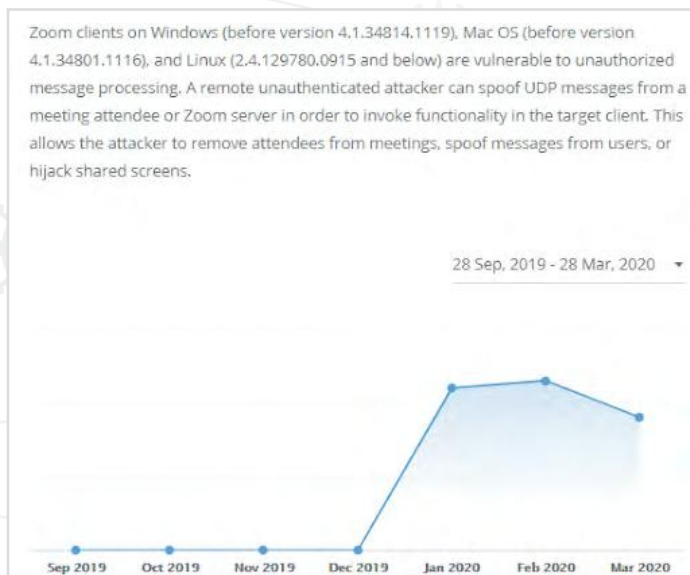 Zoom clients on Windows (before version 4.1.34814.1119), Mac OS (before version
4.1.34801.1116), and Linux (2.4.129780.0915 and below) are vulnerable to unauthorized
message processing. A remote unauthenticated attacker can spoof UDP messages from a
meeting attendee or Zoom server in order to invoke functionality in the target client. This
allows the attacker to remove attendees from meetings, spoof messages from users, or
hijack shared screens.
28 Sep, 2019 - 28 Mar, 2020
Sep 2019 Oct 2019 Nov 2019 Dec 2019 Jan 2020 Feb 2020 Mar 2020